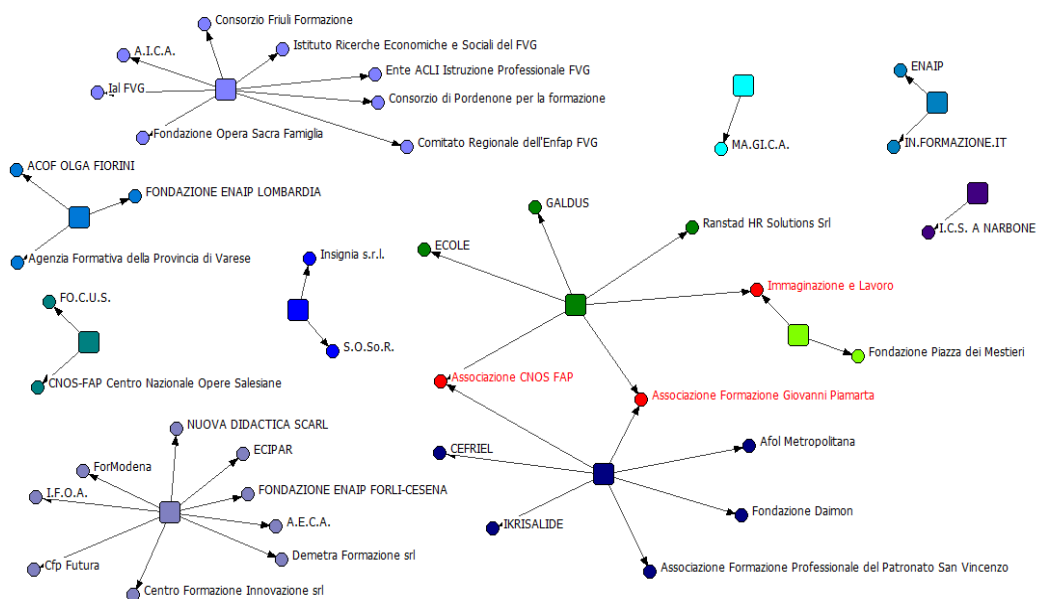 Consorzio Friuli Formazione
A.I.C.A.
Istituto Ricerche Economiche e Sociali del FVG
Ente ACLI Istruzione Professionale FVG
Ial FVG
Consorzio di Pordenone per la formazione
Fondazione Opera Sacra Famiglia
Comitato Regionale dell'Enfap FVG
MA.GI.C.A.
ENAIP
IN.FORMAZIONE.IT
ACOF OLGA FIORINI
FONDAZIONE ENAIP LOMBARDIA
Agenzia Formativa della Provincia di Varese
I.C.S. A NARBONE
GALDUS
Ranstad HR Solutions Srl
ECOLE
Insignia s.r.l.
S.O.So.R.
Immaginazione e Lavoro
Fondazione Piazza dei Mestieri
FO.C.U.S.
CNOS-FAP Centro Nazionale Opere Salesiane
Associazione CNOS FAP
Associazione Formazione Giovanni Piamarta
NUOVA DIDACTICA SCARL
ECIPAR
ForModena
I.F.O.A.
FONDAZIONE ENAIP FORLI-CESENA
A.E.C.A.
Demetra Formazione srl
Cfp Futura
Centro Formazione Innovazione srl
CEFRIEL
Afol Metropolitana
IKRISALIDE
Fondazione Daimon
Associazione Formazione Professionale del Patronato San Vincenzo